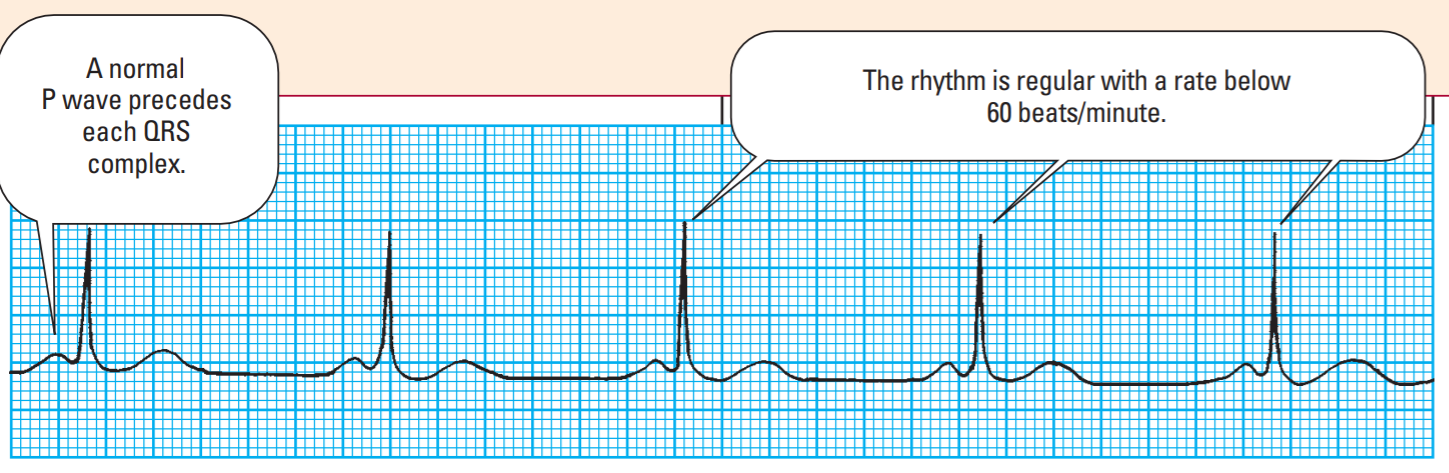 A normal
P wave precedes
each QRS
complex.
The rhythm is regular with a rate below
60 beats/minute.